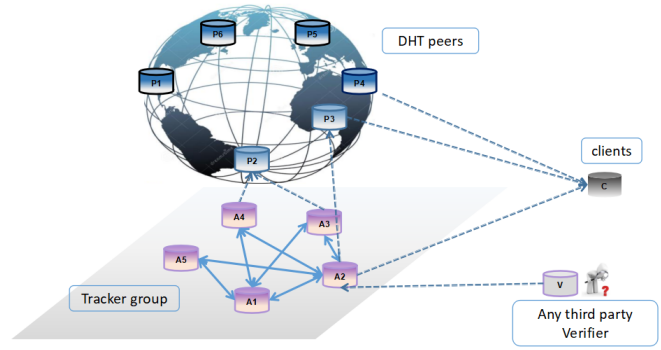 P6
P5
DHT peers
P1
P4
P3
P2
clients
C
A4
A3
A5
A2
V
?
Tracker group
A1
Any third party
Verifier